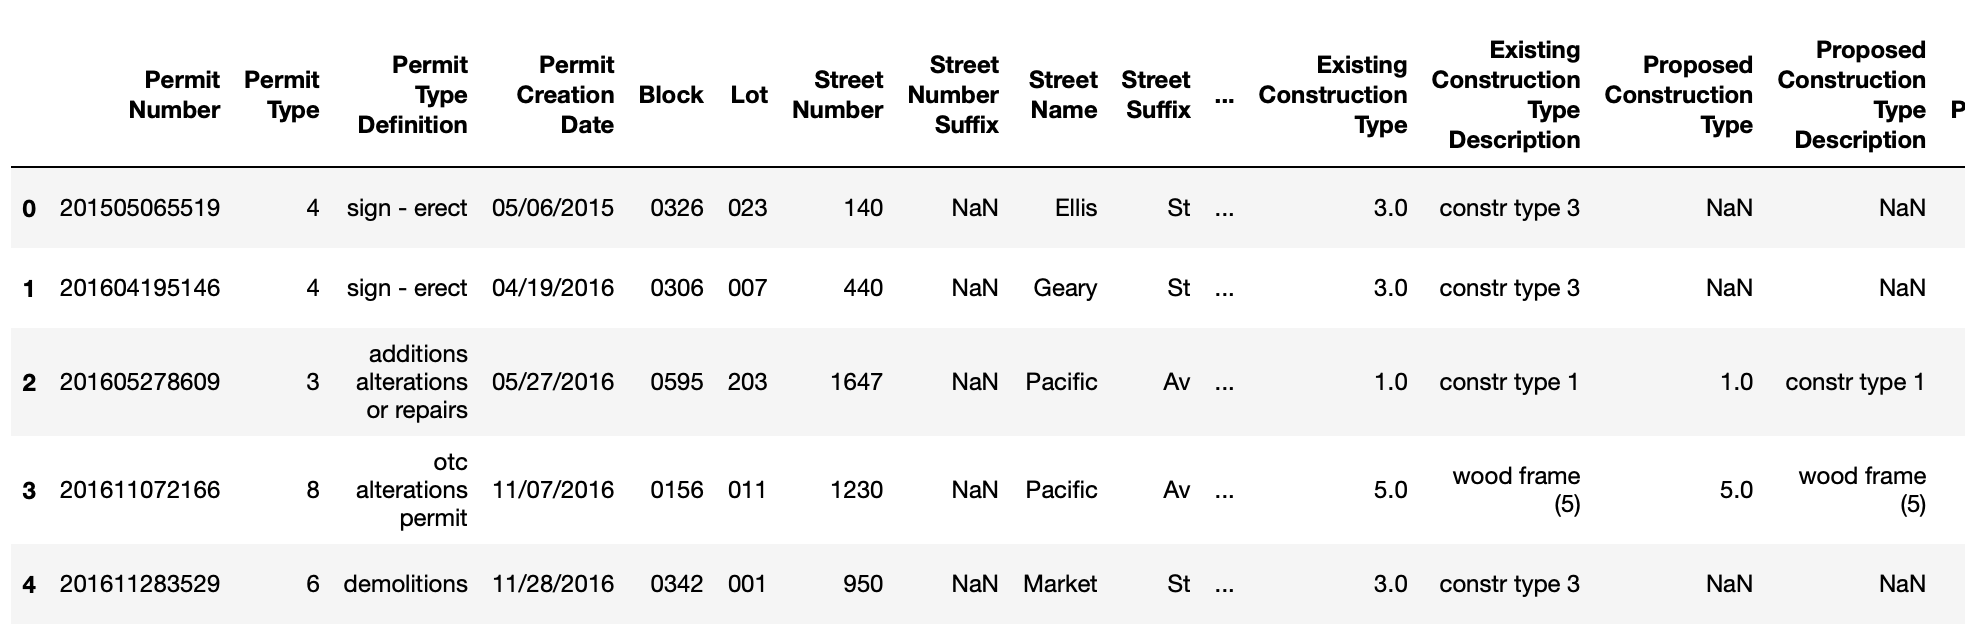 Permit Number Permit Type Permit Type Definition Permit Creation Date Block Lot Street Number Street Number Suffix Street Name Street Suffix ... Existing Construction Type Existing Construction Type Description Proposed Construction Type Proposed Construction Type Description P
0 201505065519 4 sign - erect 05/06/2015 0326 023 140 NaN Ellis St ... 3.0 constr type 3 NaN NaN
1 201604195146 4 sign - erect 04/19/2016 0306 007 440 NaN Geary St ... 3.0 constr type 3 NaN NaN
2 201605278609 3 additions alterations or repairs 05/27/2016 0595 203 1647 NaN Pacific Av ... 1.0 constr type 1 1.0 constr type 1
3 201611072166 8 otc alterations permit 11/07/2016 0156 011 1230 NaN Pacific Av ... 5.0 wood frame (5) 5.0 wood frame (5)
4 201611283529 6 demolitions 11/28/2016 0342 001 950 NaN Market St ... 3.0 constr type 3 NaN NaN